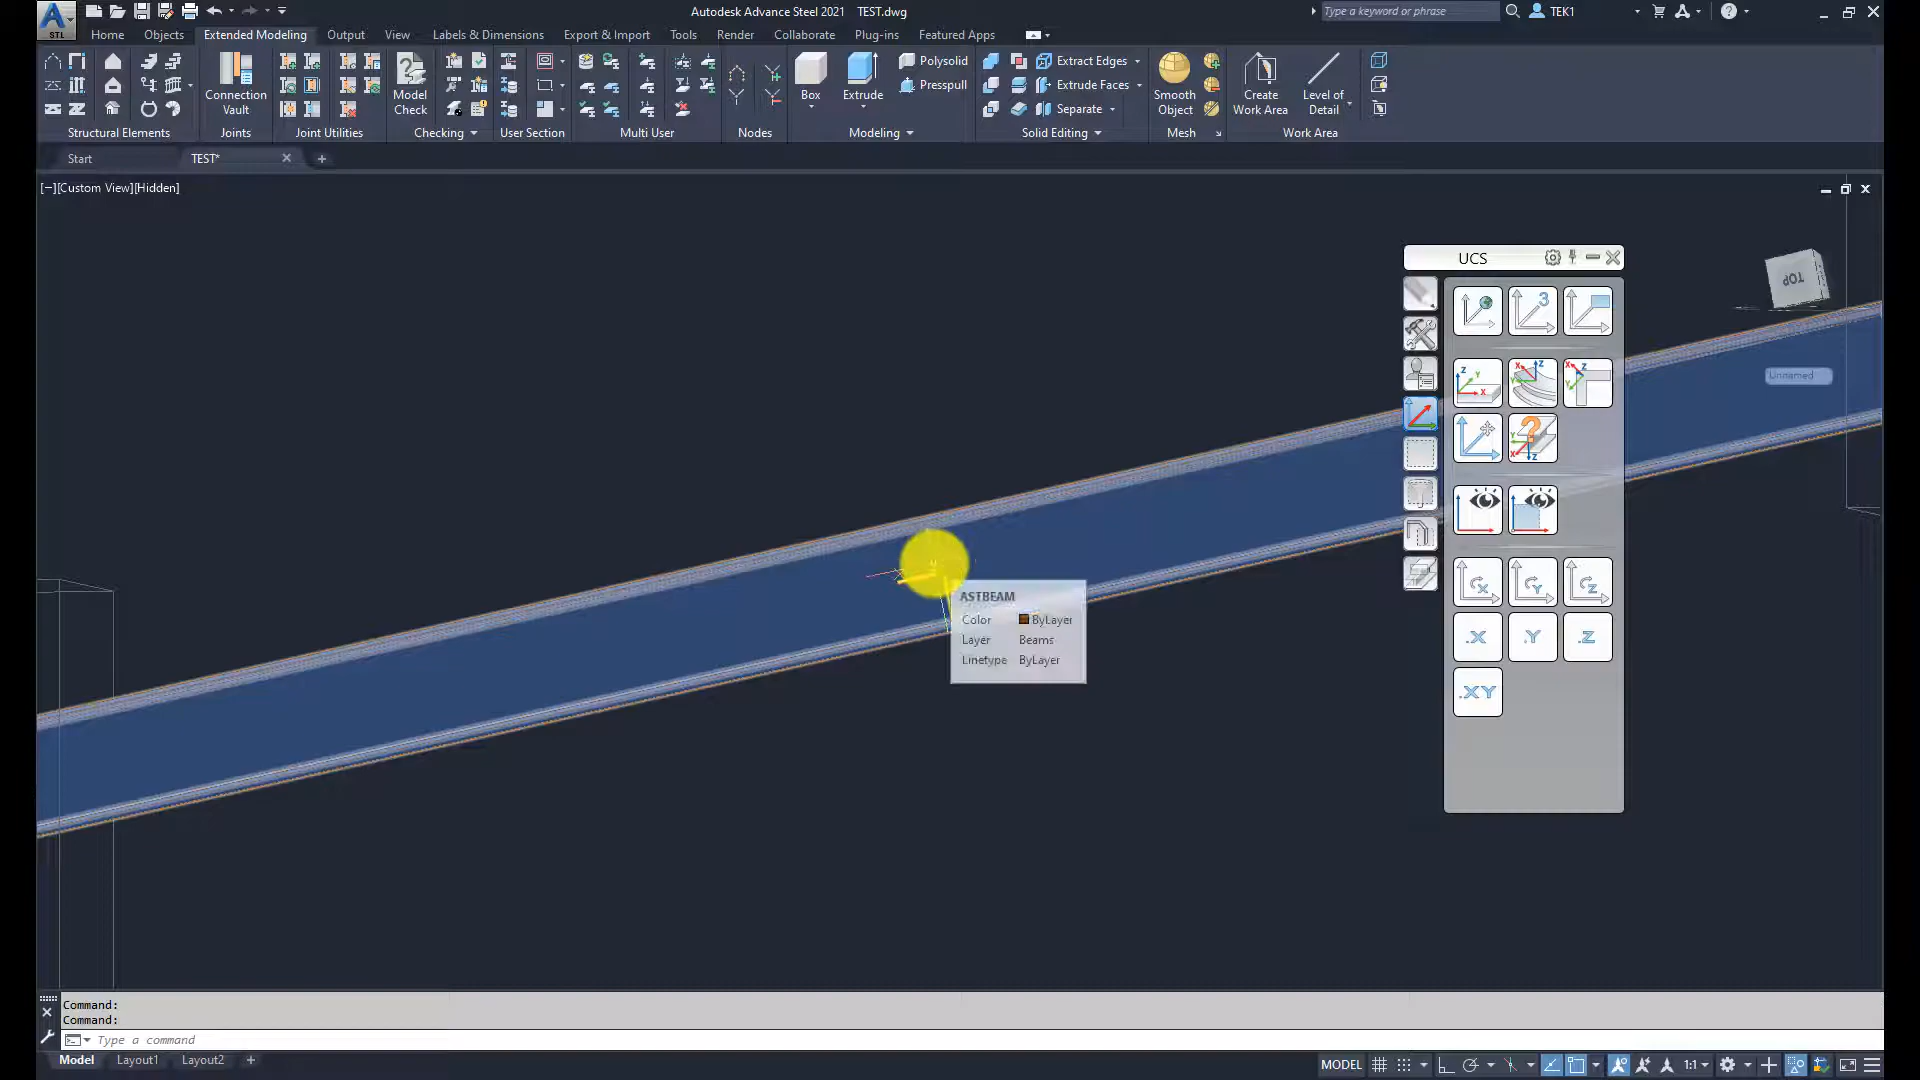 STL
Autodesk Advance Steel 2021 TEST.dwg
Type a keyword or phrase
TEK1
Home Objects Extended Modeling Output View Labels & Dimensions Export & Import Tools Render Collaborate Plug-ins Featured Apps
Connection Vault
Model Check
Box
Extrude
Polysolid
Presspull
Extract Edges
Extrude Faces
Separate
Smooth Object
Create Work Area
Level of Detail
Structural Elements Joints Joint Utilities Checking User Section Multi User Nodes Modeling Solid Editing Mesh Work Area
Start TEST*
[−][Custom View][Hidden]
UCS
TOP
3
Unnamed
Z Y X
X Z
X Z Y
?
X Y Z
ASTBEAM
Color ByLayer
Layer Beams
Linetype ByLayer
X Y Z
.X .Y .Z
.XY
Command:
Command:
Type a command
Model Layout1 Layout2 +
MODEL 1:1